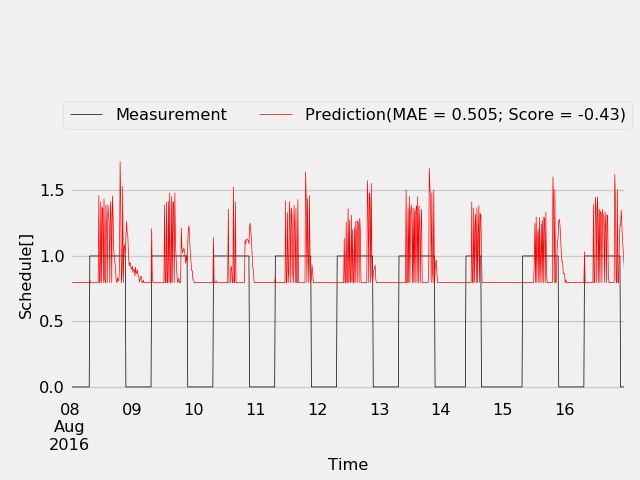 Measurement
Prediction(MAE = 0.505; Score = -0.43)
1.5
1.0
0.5
0.0
Schedule[]
08 09 10 11 12 13 14 15 16
Aug
2016
Time